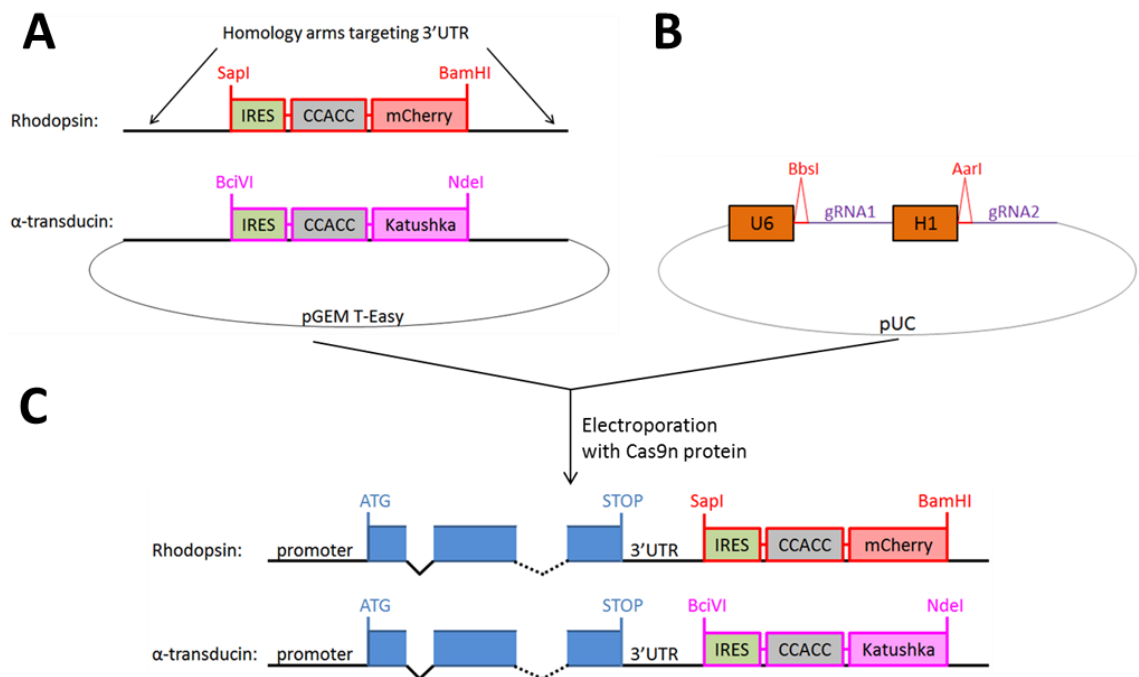 A
Homology arms targeting 3'UTR
SapI
BamHI
Rhodopsin:
IRES
CCACC
mCherry
BciVI
NdeI
α-transducin:
IRES
CCACC
Katushka
pGEM T-Easy
B
BbsI
AarI
U6
gRNA1
H1
gRNA2
pUC
C
Electroporation
with Cas9n protein
ATG
STOP
SapI
BamHI
Rhodopsin:
promoter
3'UTR
IRES
CCACC
mCherry
ATG
STOP
BciVI
NdeI
α-transducin:
promoter
3'UTR
IRES
CCACC
Katushka